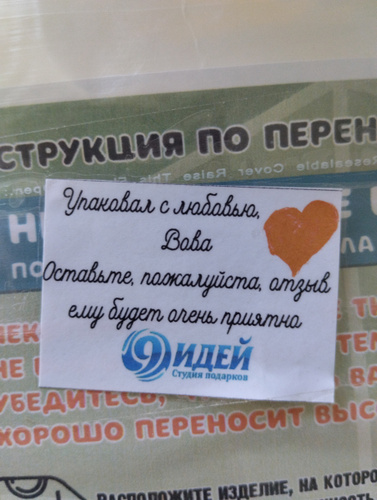 СТРУКЦИЯ ПО ПЕРЕН
Упаковал с любовью,
Вова
Оставьте, пожалуйста, отзыв
ему будет очень приятно
9 ИДЕЙ
Студия подарков
УБЕДИТЕСЬ,
ХОРОШО ПЕРЕНОСИТ ВЫС
РАСПОЛОЖИТЕ ИЗДЕЛИЕ, НА КОТОРО